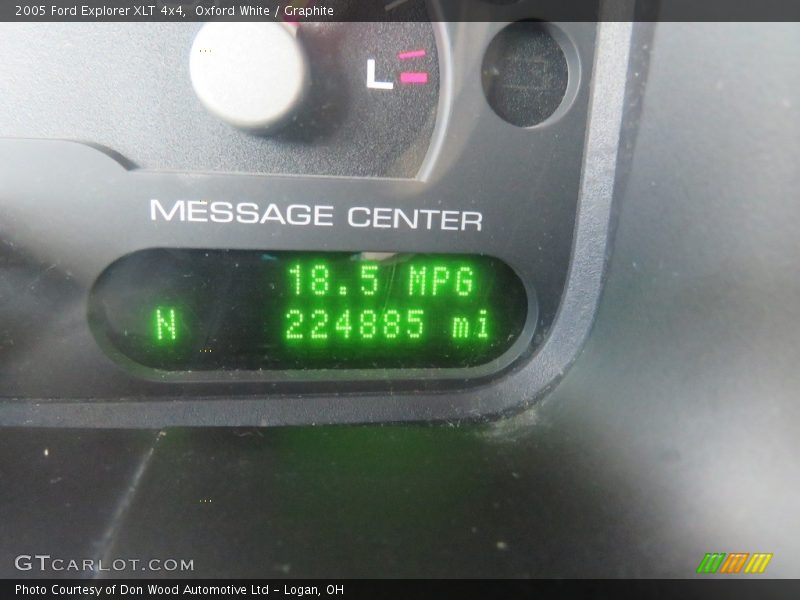 2005 Ford Explorer XLT 4x4, Oxford White / Graphite
L
MESSAGE CENTER
18.5 MPG
N 224885 mi
GTCARLOT.COM
Photo Courtesy of Don Wood Automotive Ltd - Logan, OH